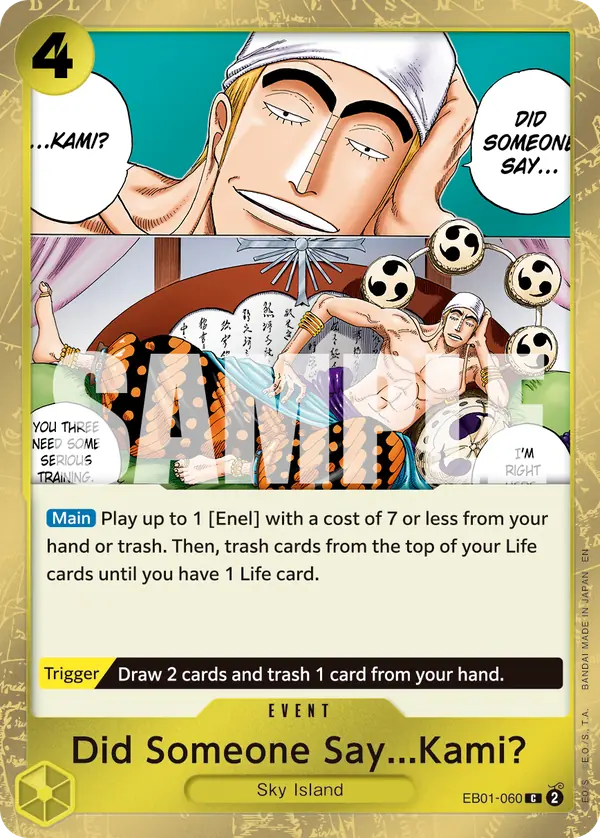 4
...KAMI?
DID
SOMEONE
SAY...
YOU THREE
NEED SOME
SERIOUS
TRAINING.
I'M
RIGHT
SAMPLE
Main Play up to 1 [Enel] with a cost of 7 or less from your
hand or trash. Then, trash cards from the top of your Life
cards until you have 1 Life card.
Trigger Draw 2 cards and trash 1 card from your hand.
EVENT
Did Someone Say...Kami?
Sky Island
EB01-060 C 2
©E.O./S. ©E.O./S, T.A. BANDAI MADE IN JAPAN EN